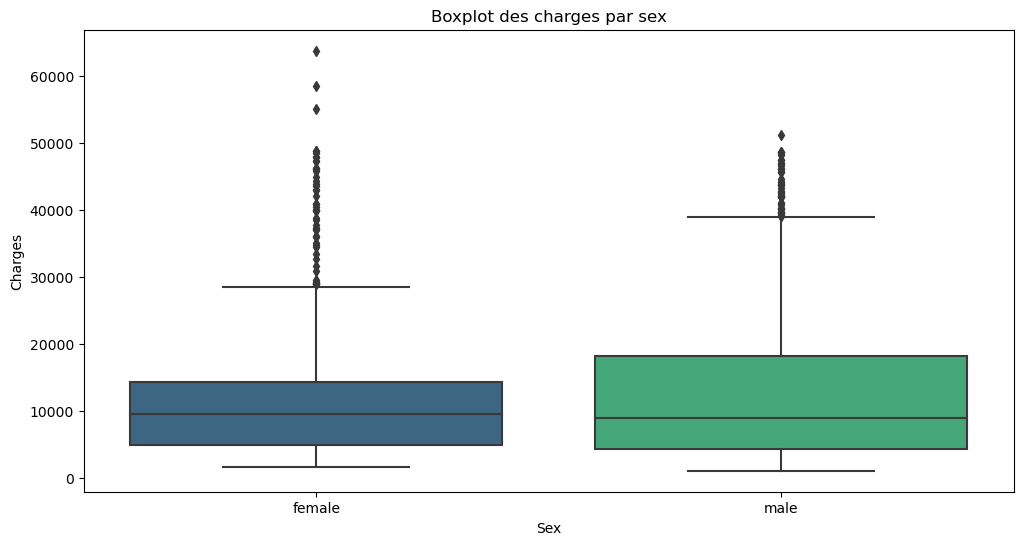 Boxplot des charges par sex
60000
50000
40000
30000
20000
10000
0
Charges
female
male
Sex